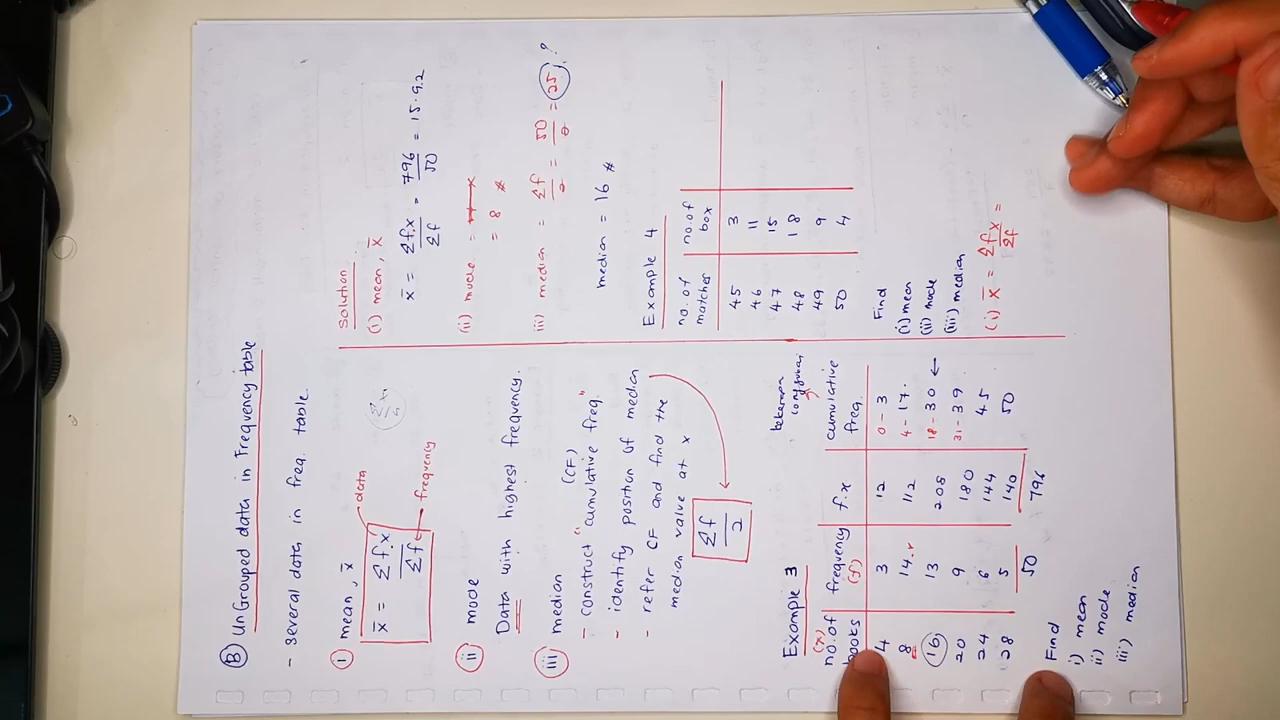 (B) UnGrouped data in Frequency table
- several data in freq. table.
(i) mean, x̄
data
x̄ = Σf.x / Σf
frequency
(ii) mode
Data with highest frequency.
(iii) median
(CF)
- construct "cumulative freq."
- identify position of median
- refer CF and find the
median value at x
Σf / 2
Example 3
(x) no. of books | frequency (f) | f.x | cumulative freq.
4 | 3 | 12 | 0 - 3
8 | 14 | 112 | 4 - 17
16 | 13 | 208 | 18 - 30 ←
20 | 9 | 180 | 31 - 39
24 | 6 | 144 | 45
28 | 5 | 140 | 50
50 | 796
Find
i) mean
ii) mode
iii) median
Solution
(i) mean, x̄
x̄ = Σfx / Σf = 796 / 50 = 15.92
(ii) mode =
= 8 #
iii) median = Σf / 2 = 50 / 2 = 25 ?
median = 16 #
Example 4
no. of matches | no. of box
45 | 3
46 | 11
47 | 15
48 | 18
49 | 9
50 | 4
Find
(i) mean
(ii) mode
(iii) median
(i) x̄ = Σfx / Σf =